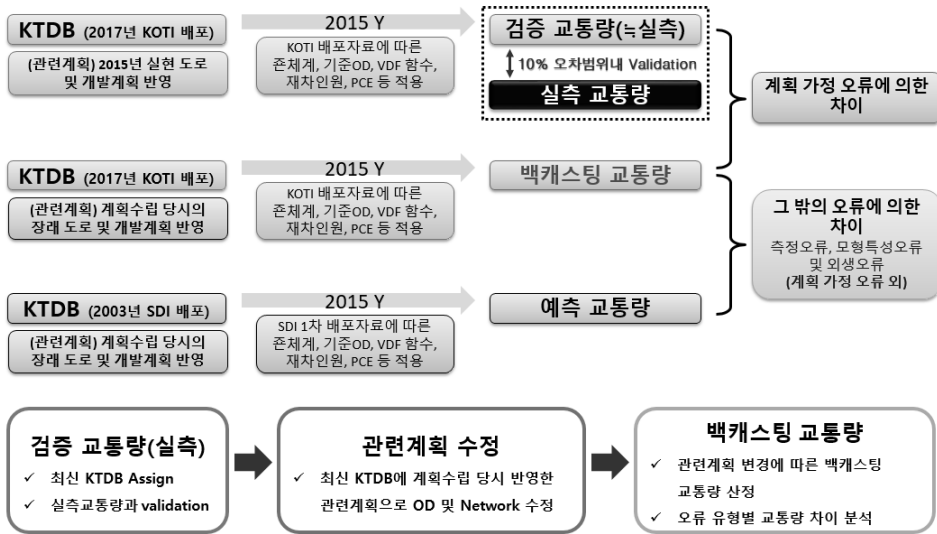 KTDB (2017년 KOTI 배포)
(관련계획) 2015년 실현 도로
및 개발계획 반영
2015 Y
KOTI 배포자료에 따른
죤체계, 기준OD, VDF 함수,
재차인원, PCE 등 적용
검증 교통량(≒실측)
10% 오차범위내 Validation
실측 교통량
계획 가정 오류에 의한
차이
KTDB (2017년 KOTI 배포)
(관련계획) 계획수립 당시의
장래 도로 및 개발계획 반영
2015 Y
KOTI 배포자료에 따른
죤체계, 기준OD, VDF 함수,
재차인원, PCE 등 적용
백캐스팅 교통량
그 밖의 오류에 의한
차이
측정오류, 모형특성오류
및 외생오류
(계획 가정 오류 외)
KTDB (2003년 SDI 배포)
(관련계획) 계획수립 당시의
장래 도로 및 개발계획 반영
2015 Y
SDI 1차 배포자료에 따른
죤체계, 기준OD, VDF 함수,
재차인원, PCE 등 적용
예측 교통량
검증 교통량(실측)
✓ 최신 KTDB Assign
✓ 실측교통량과 validation
관련계획 수정
✓ 최신 KTDB에 계획수립 당시 반영한
관련계획으로 OD 및 Network 수정
백캐스팅 교통량
✓ 관련계획 변경에 따른 백캐스팅
교통량 산정
✓ 오류 유형별 교통량 차이 분석